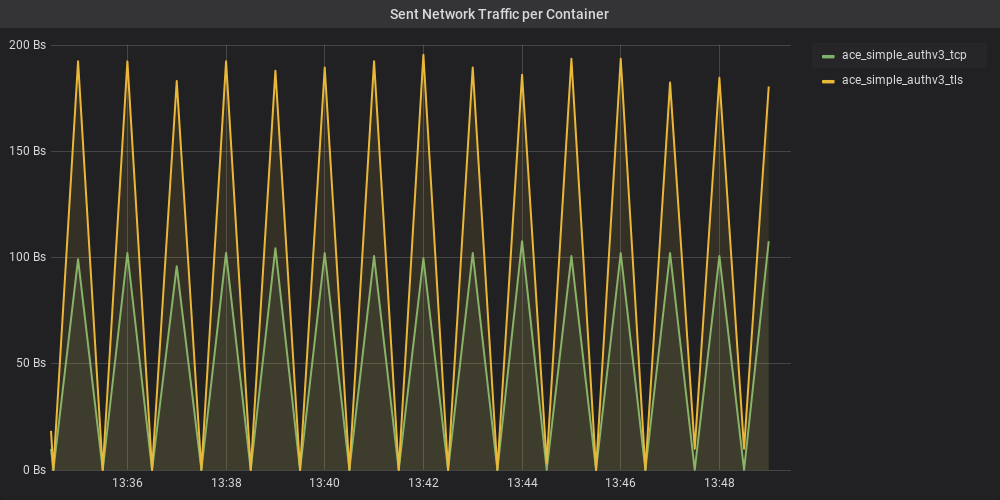 Sent Network Traffic per Container
200 Bs
150 Bs
100 Bs
50 Bs
0 Bs
13:36
13:38
13:40
13:42
13:44
13:46
13:48
ace_simple_authv3_tcp
ace_simple_authv3_tls